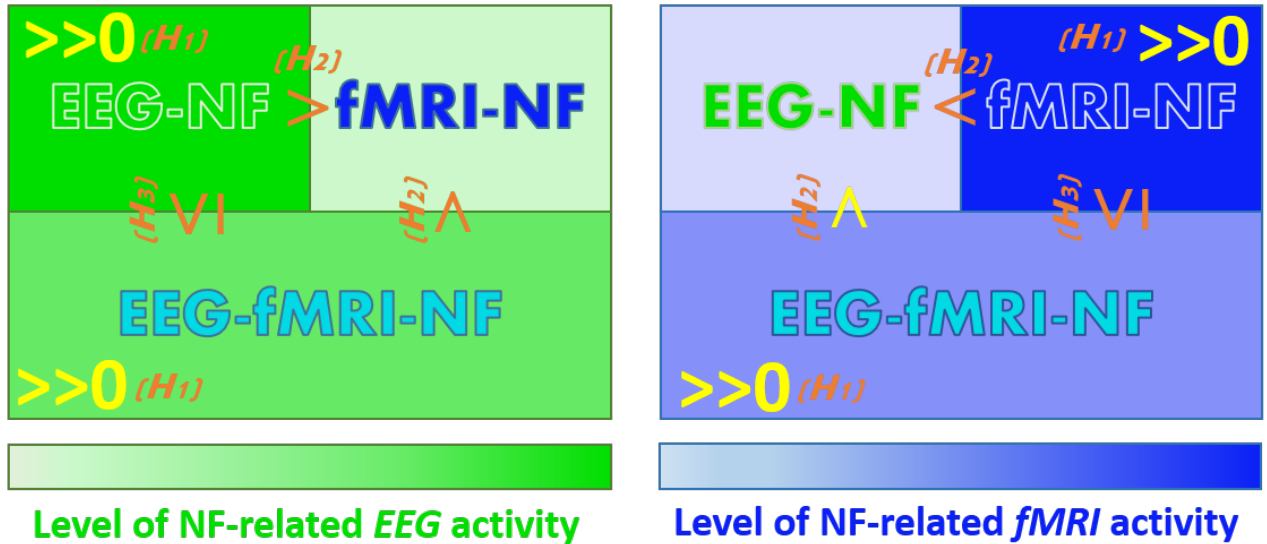 >>0 (H1)
(H2)
EEG-NF > fMRI-NF
(H3) ≥
(H2) >
EEG-fMRI-NF
>>0 (H1)
Level of NF-related EEG activity
(H1) >>0
(H2)
EEG-NF < fMRI-NF
(H2) >
(H3) ≥
EEG-fMRI-NF
>>0 (H1)
Level of NF-related fMRI activity